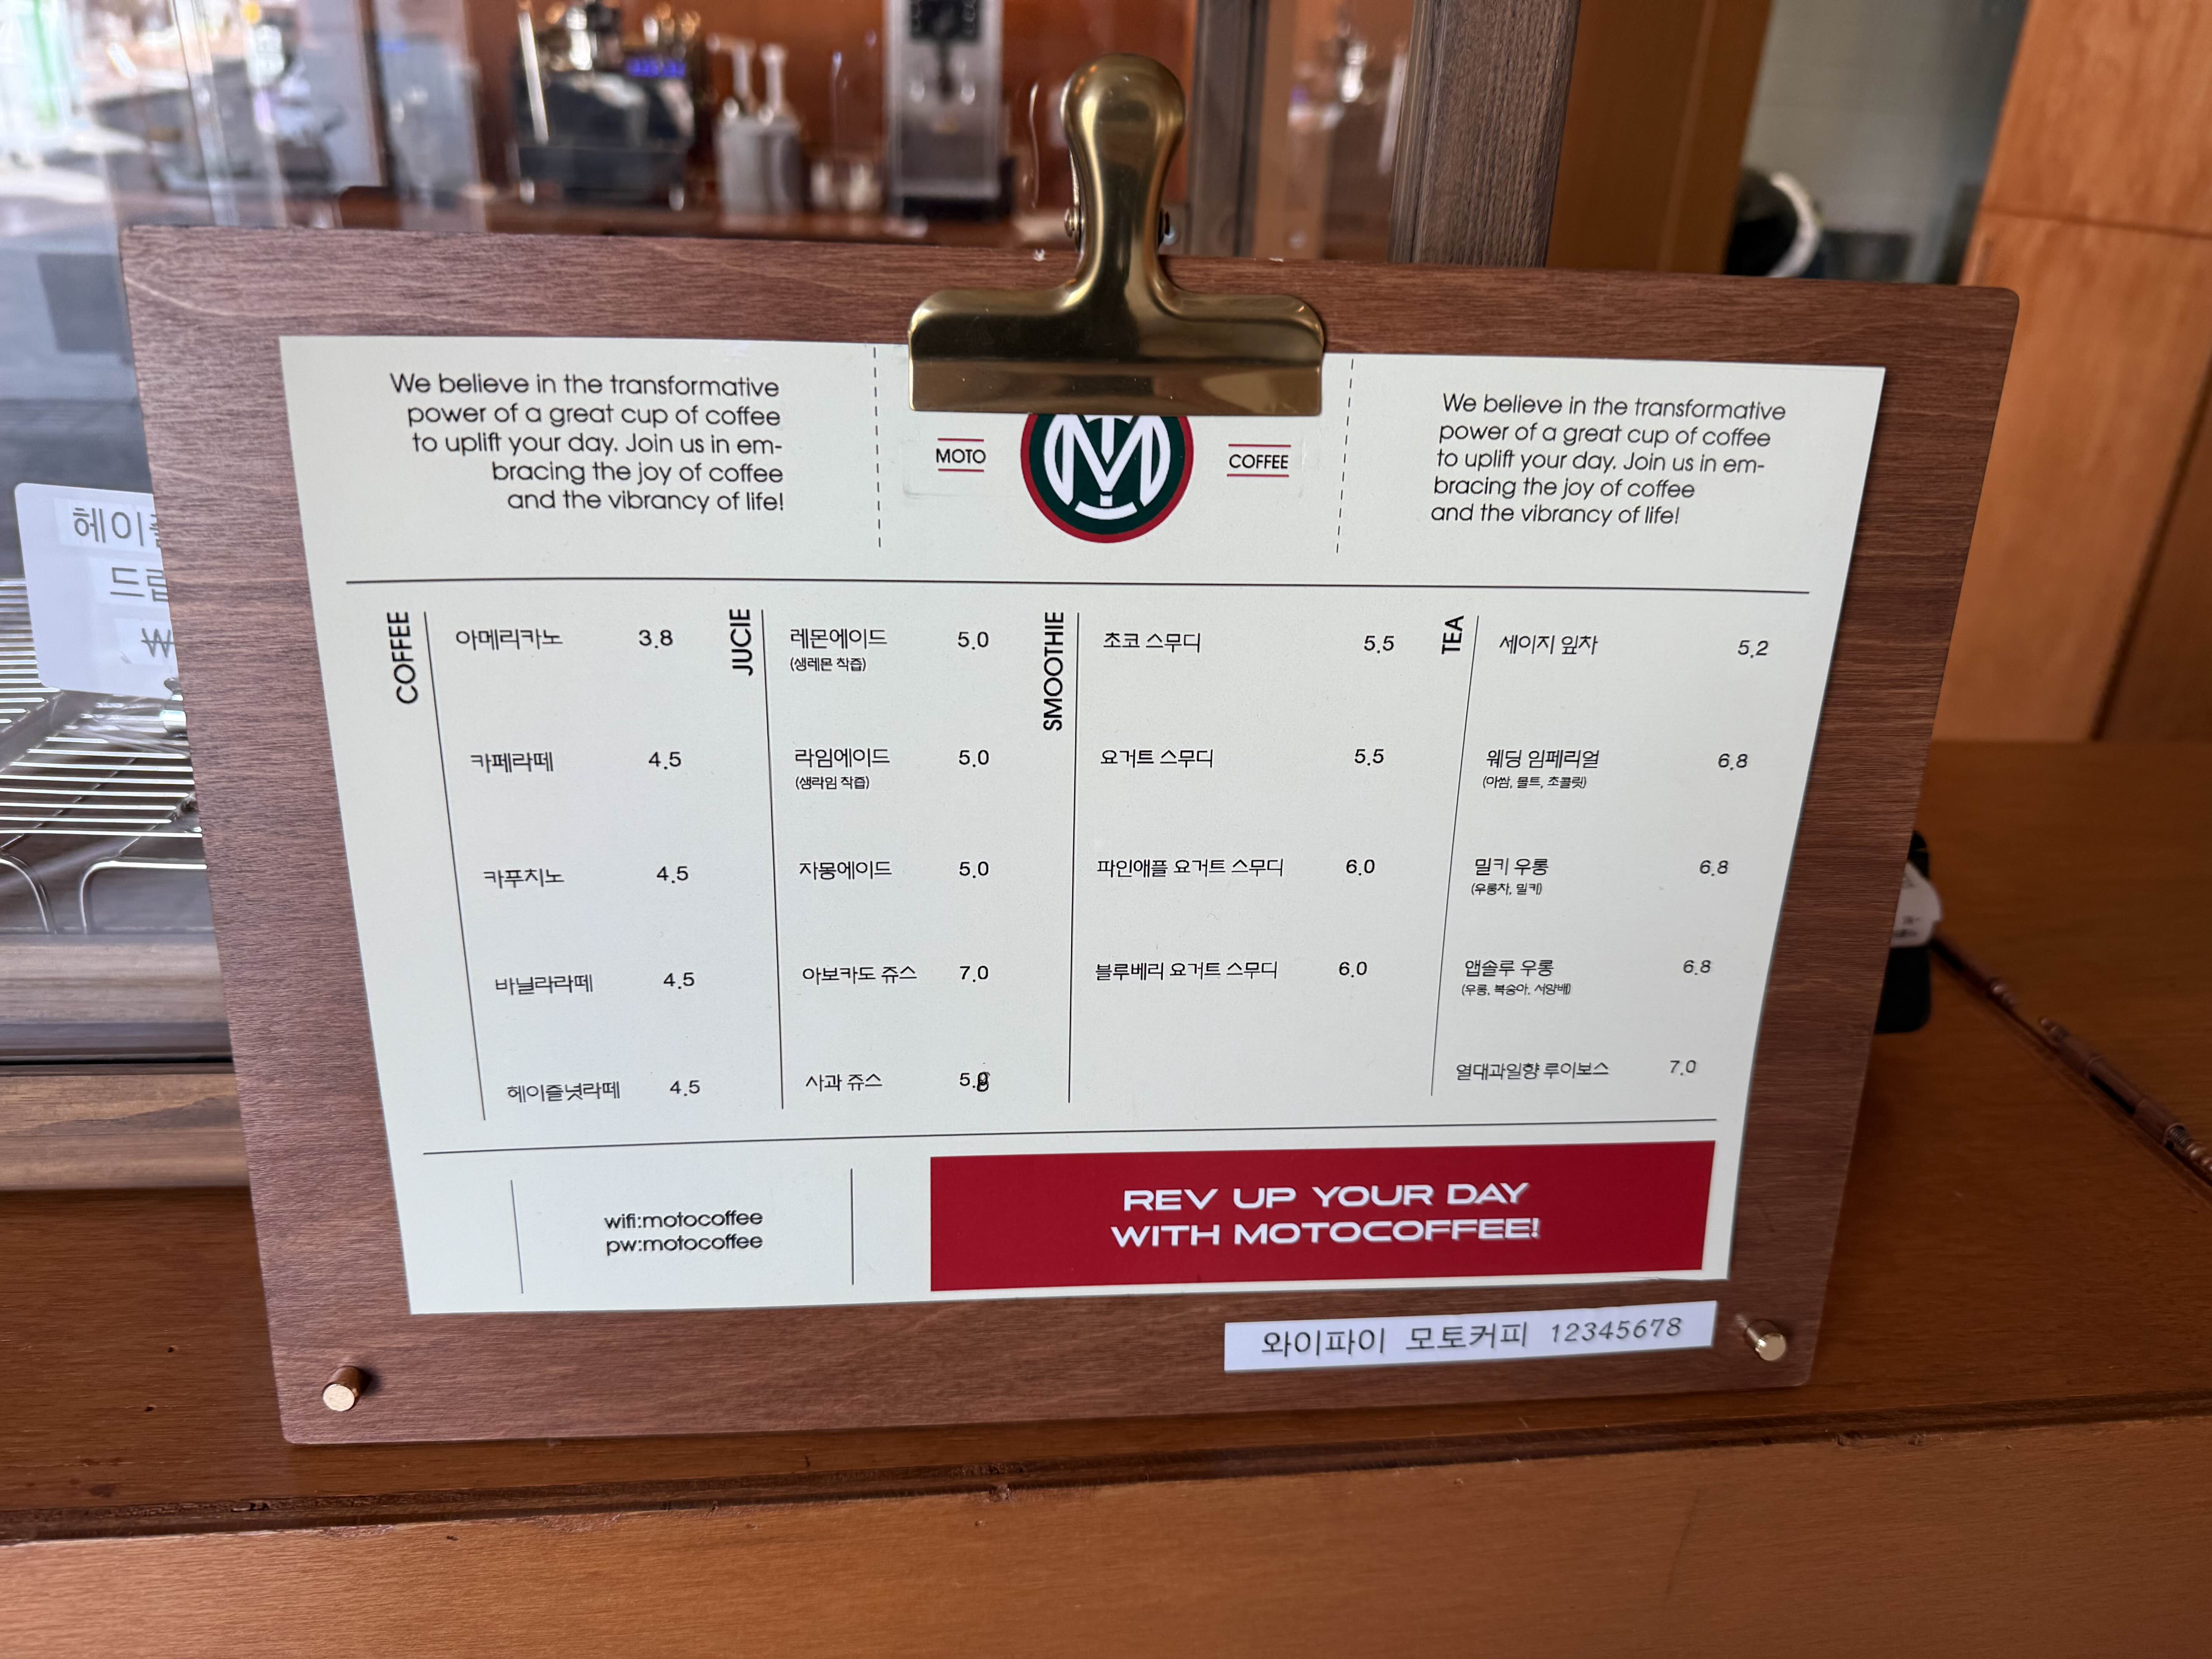 We believe in the transformative
power of a great cup of coffee
to uplift your day. Join us in em-
bracing the joy of coffee
and the vibrancy of life!
MOTO
COFFEE
We believe in the transformative
power of a great cup of coffee
to uplift your day. Join us in em-
bracing the joy of coffee
and the vibrancy of life!
COFFEE
아메리카노 3.8
카페라떼 4.5
카푸치노 4.5
바닐라라떼 4.5
헤이즐넛라떼 4.5
JUCIE
레몬에이드 5.0
(생레몬 착즙)
라임에이드 5.0
(생라임 착즙)
자몽에이드 5.0
아보카도 쥬스 7.0
사과 쥬스
SMOOTHIE
초코 스무디 5.5
요거트 스무디 5.5
파인애플 요거트 스무디 6.0
블루베리 요거트 스무디 6.0
TEA
세이지 잎차 5.2
웨딩 임페리얼 6.8
(아쌈, 몰트, 초콜릿)
밀키 우롱 6.8
(우롱차, 밀키)
앱솔루 우롱 6.8
(우롱, 복숭아, 서양배)
열대과일향 루이보스 7.0
wifi:motocoffee
pw:motocoffee
REV UP YOUR DAY
WITH MOTOCOFFEE!
와이파이 모토커피 12345678